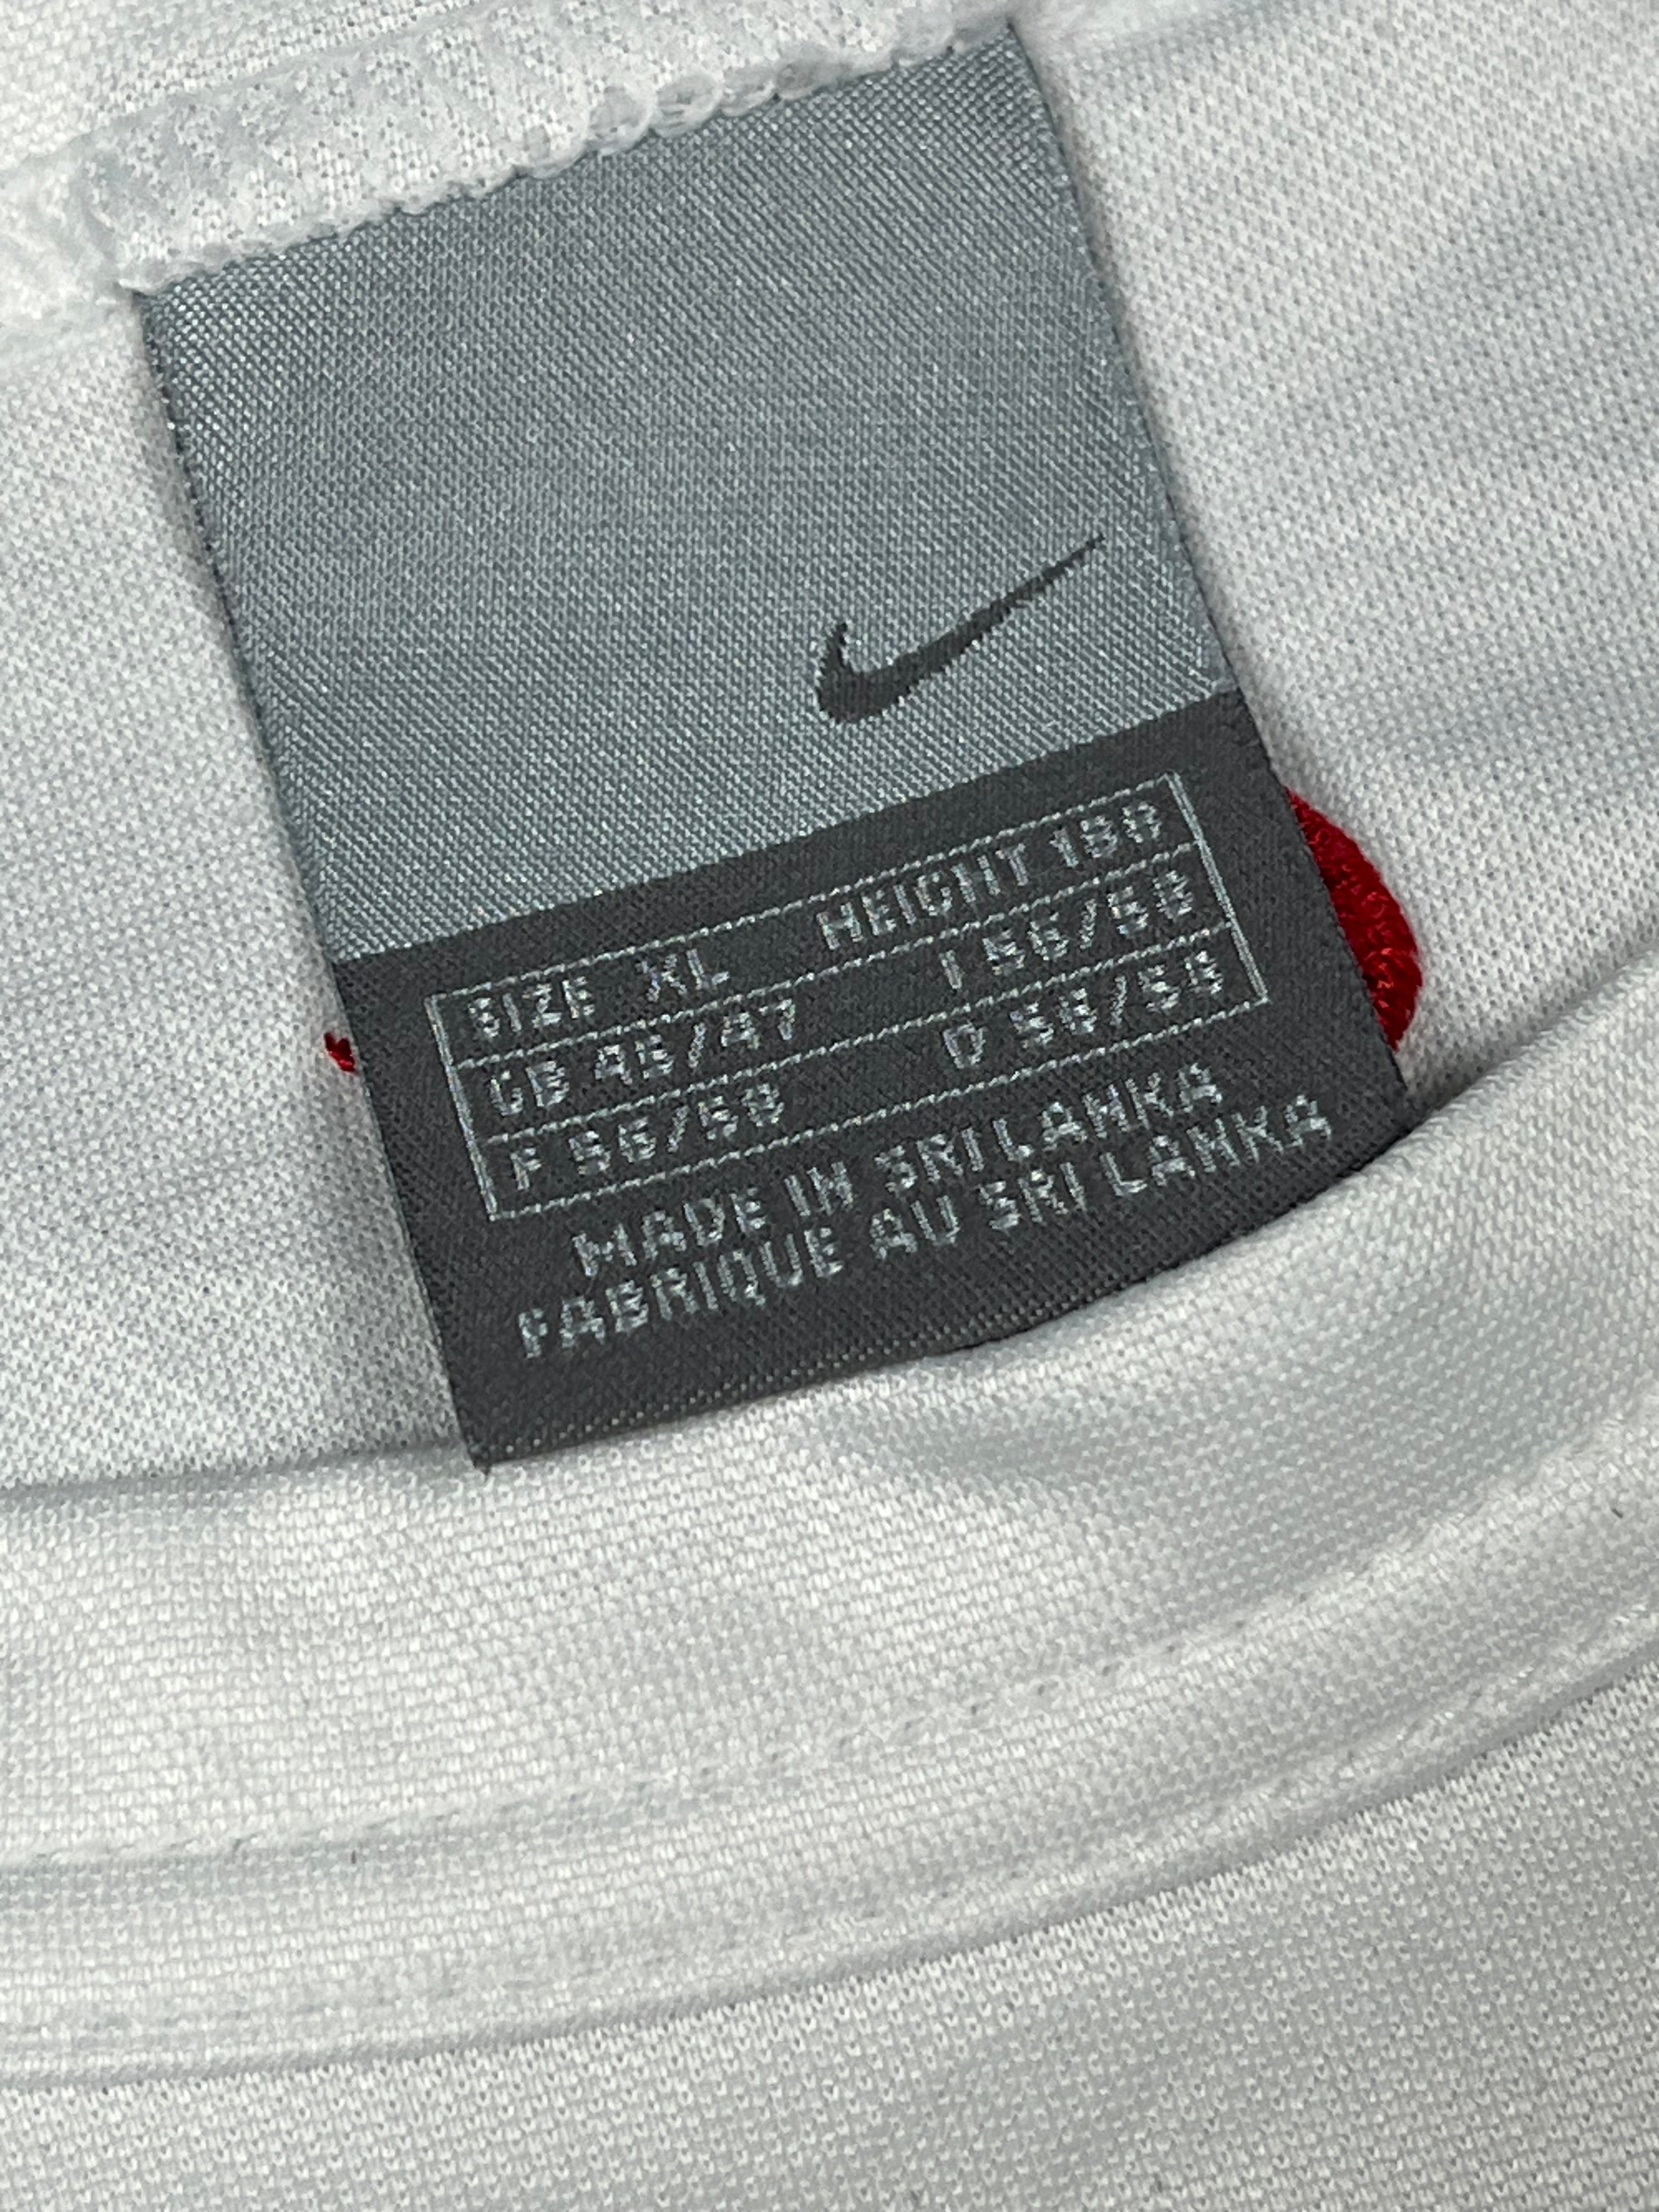 SIZE XL HEIGHT 188
GB 45/47 I 56/58
F 56/58 D 56/58
MADE IN SRI LANKA
FABRIQUE AU SRI LANKA